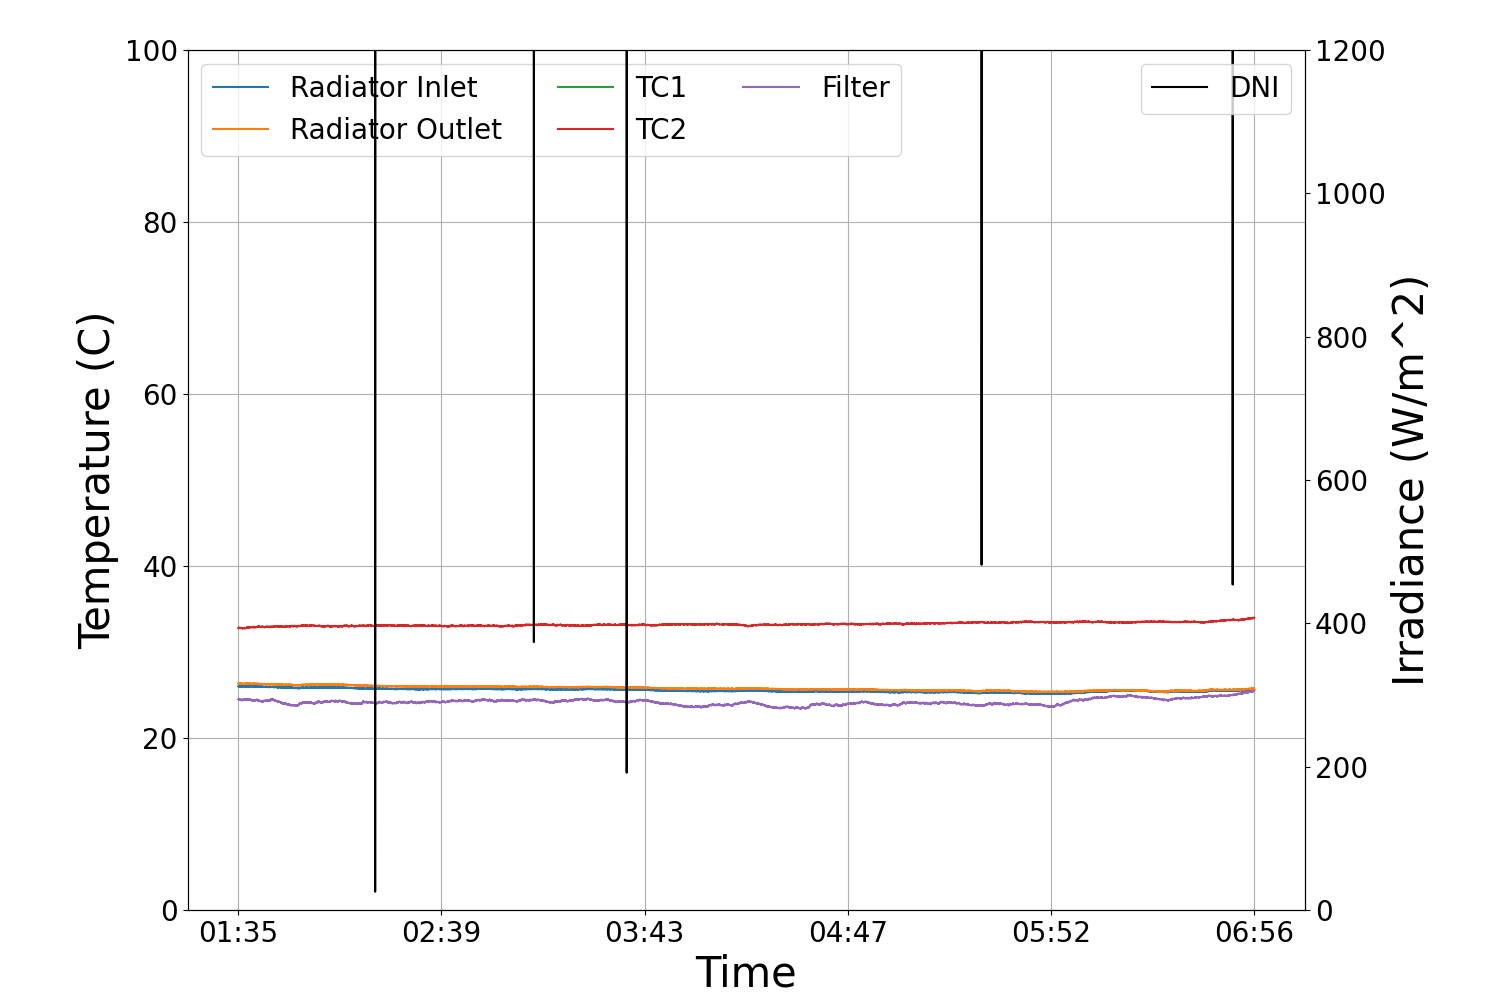 100
80
60
40
20
0
Temperature (C)
Radiator Inlet
Radiator Outlet
TC1
TC2
Filter
DNI
1200
1000
800
600
400
200
0
Irradiance (W/m^2)
01:35 02:39 03:43 04:47 05:52 06:56
Time